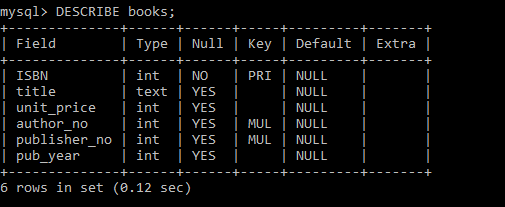 mysql> DESCRIBE books;
+--------------+------+------+-----+---------+-------+
| Field        | Type | Null | Key | Default | Extra |
+--------------+------+------+-----+---------+-------+
| ISBN         | int  | NO   | PRI | NULL    |       |
| title        | text | YES  |     | NULL    |       |
| unit_price   | int  | YES  |     | NULL    |       |
| author_no    | int  | YES  | MUL | NULL    |       |
| publisher_no | int  | YES  | MUL | NULL    |       |
| pub_year     | int  | YES  |     | NULL    |       |
+--------------+------+------+-----+---------+-------+
6 rows in set (0.12 sec)